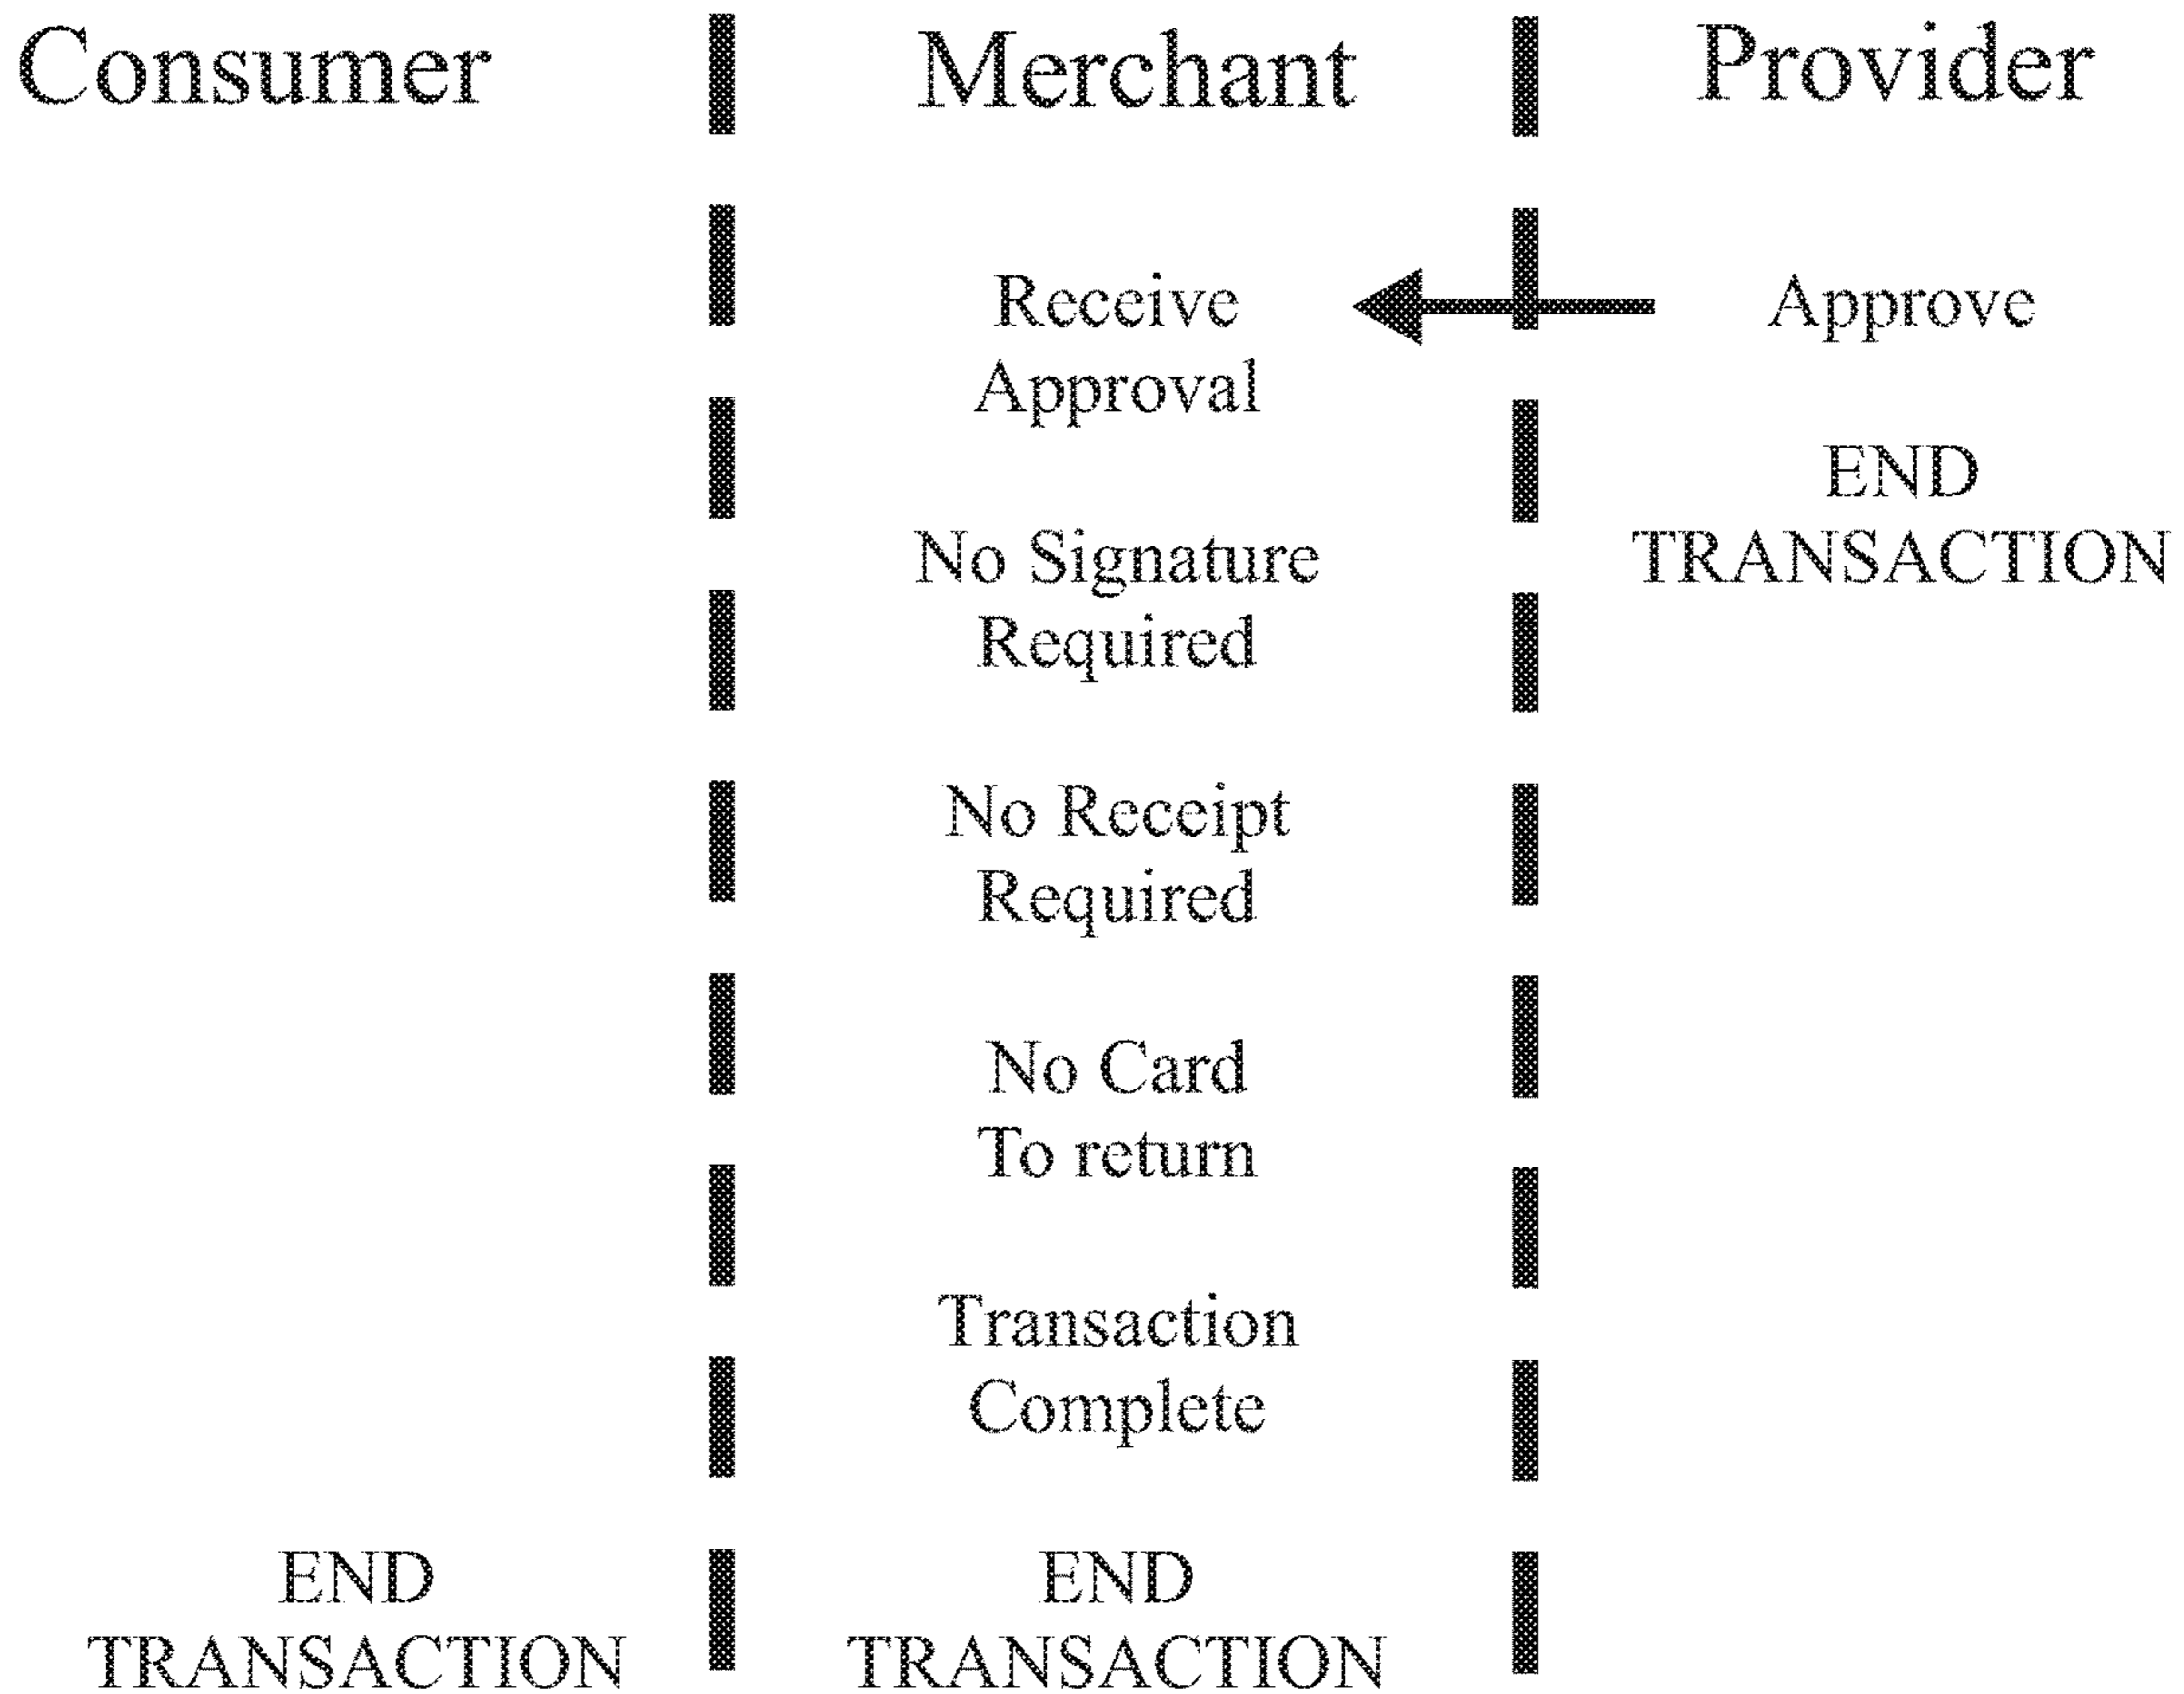 Consumer
Merchant
Provider
Receive
Approval
Approve
END
TRANSACTION
No Signature
Required
No Receipt
Required
No Card
To return
Transaction
Complete
END
TRANSACTION
END
TRANSACTION